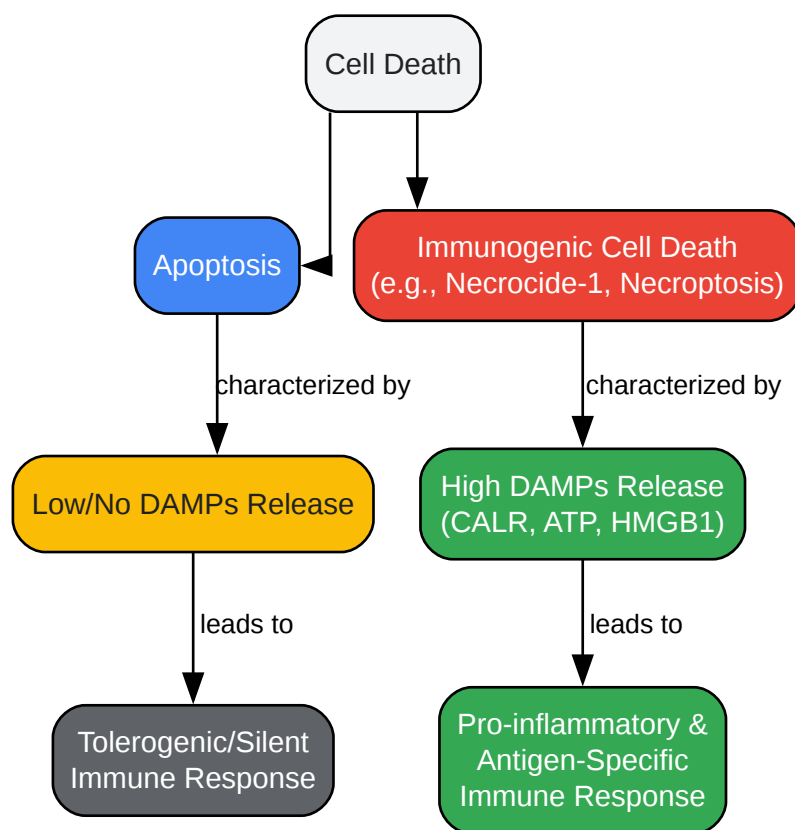 Cell Death
Apoptosis
Immunogenic Cell Death
(e.g., Necrocide-1, Necroptosis)
characterized by
characterized by
Low/No DAMPs Release
High DAMPs Release
(CALR, ATP, HMGB1)
leads to
leads to
Tolerogenic/Silent
Immune Response
Pro-inflammatory &
Antigen-Specific
Immune Response